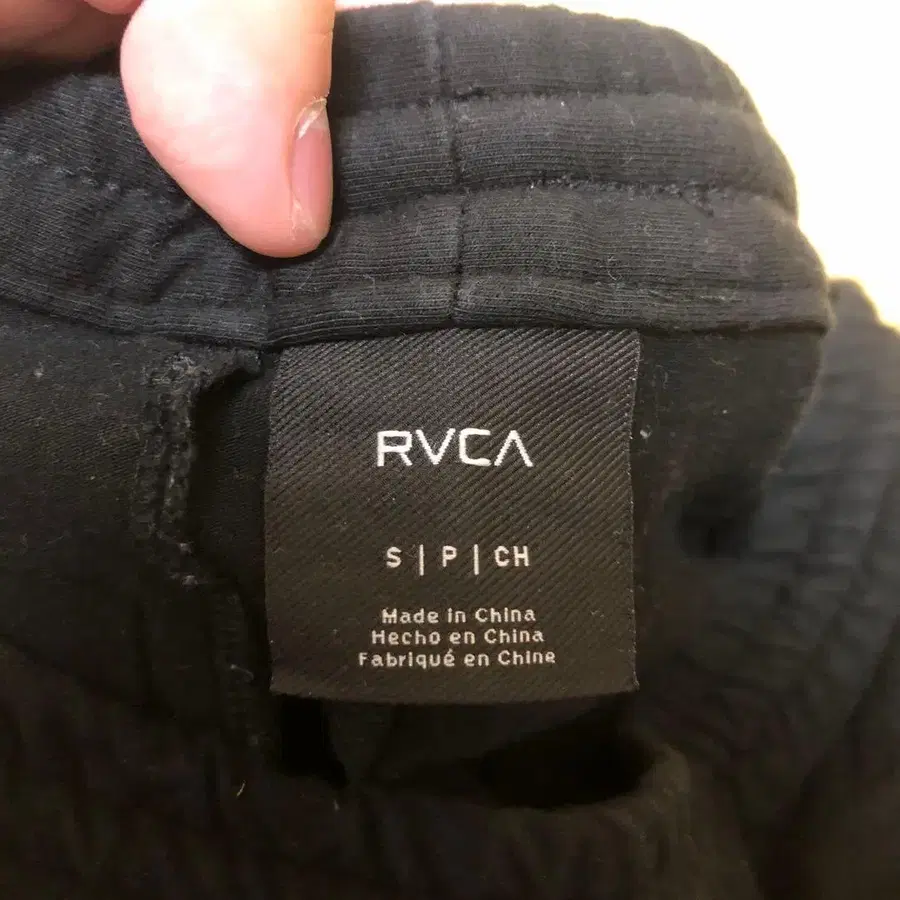 RVCA
S | P | CH
Made in China
Hecho en China
Fabriqué en Chine